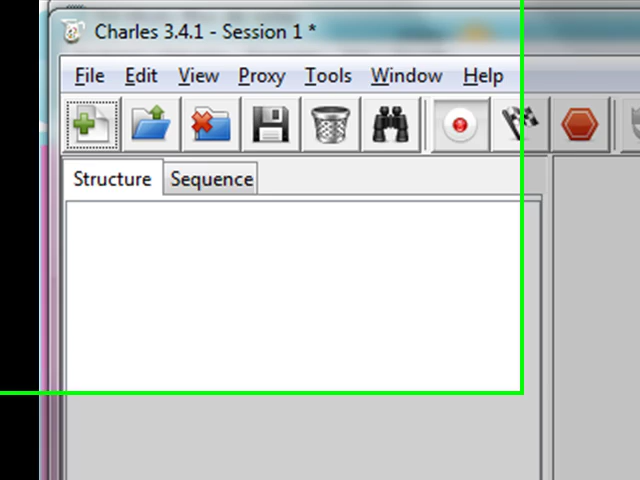 Charles 3.4.1 - Session 1 *
File Edit View Proxy Tools Window Help
Structure Sequence